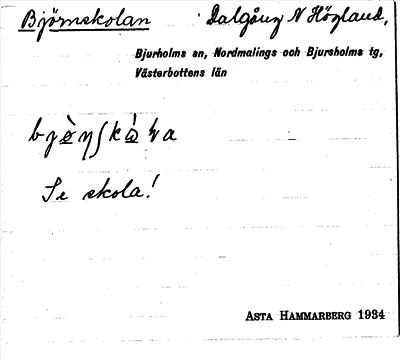 Björnskolan Dalgång N Högland,
Bjurholms sn, Nordmalings och Bjursholms tg,
Västerbottens län
Se skola!
ASTA HAMMARBERG 1934